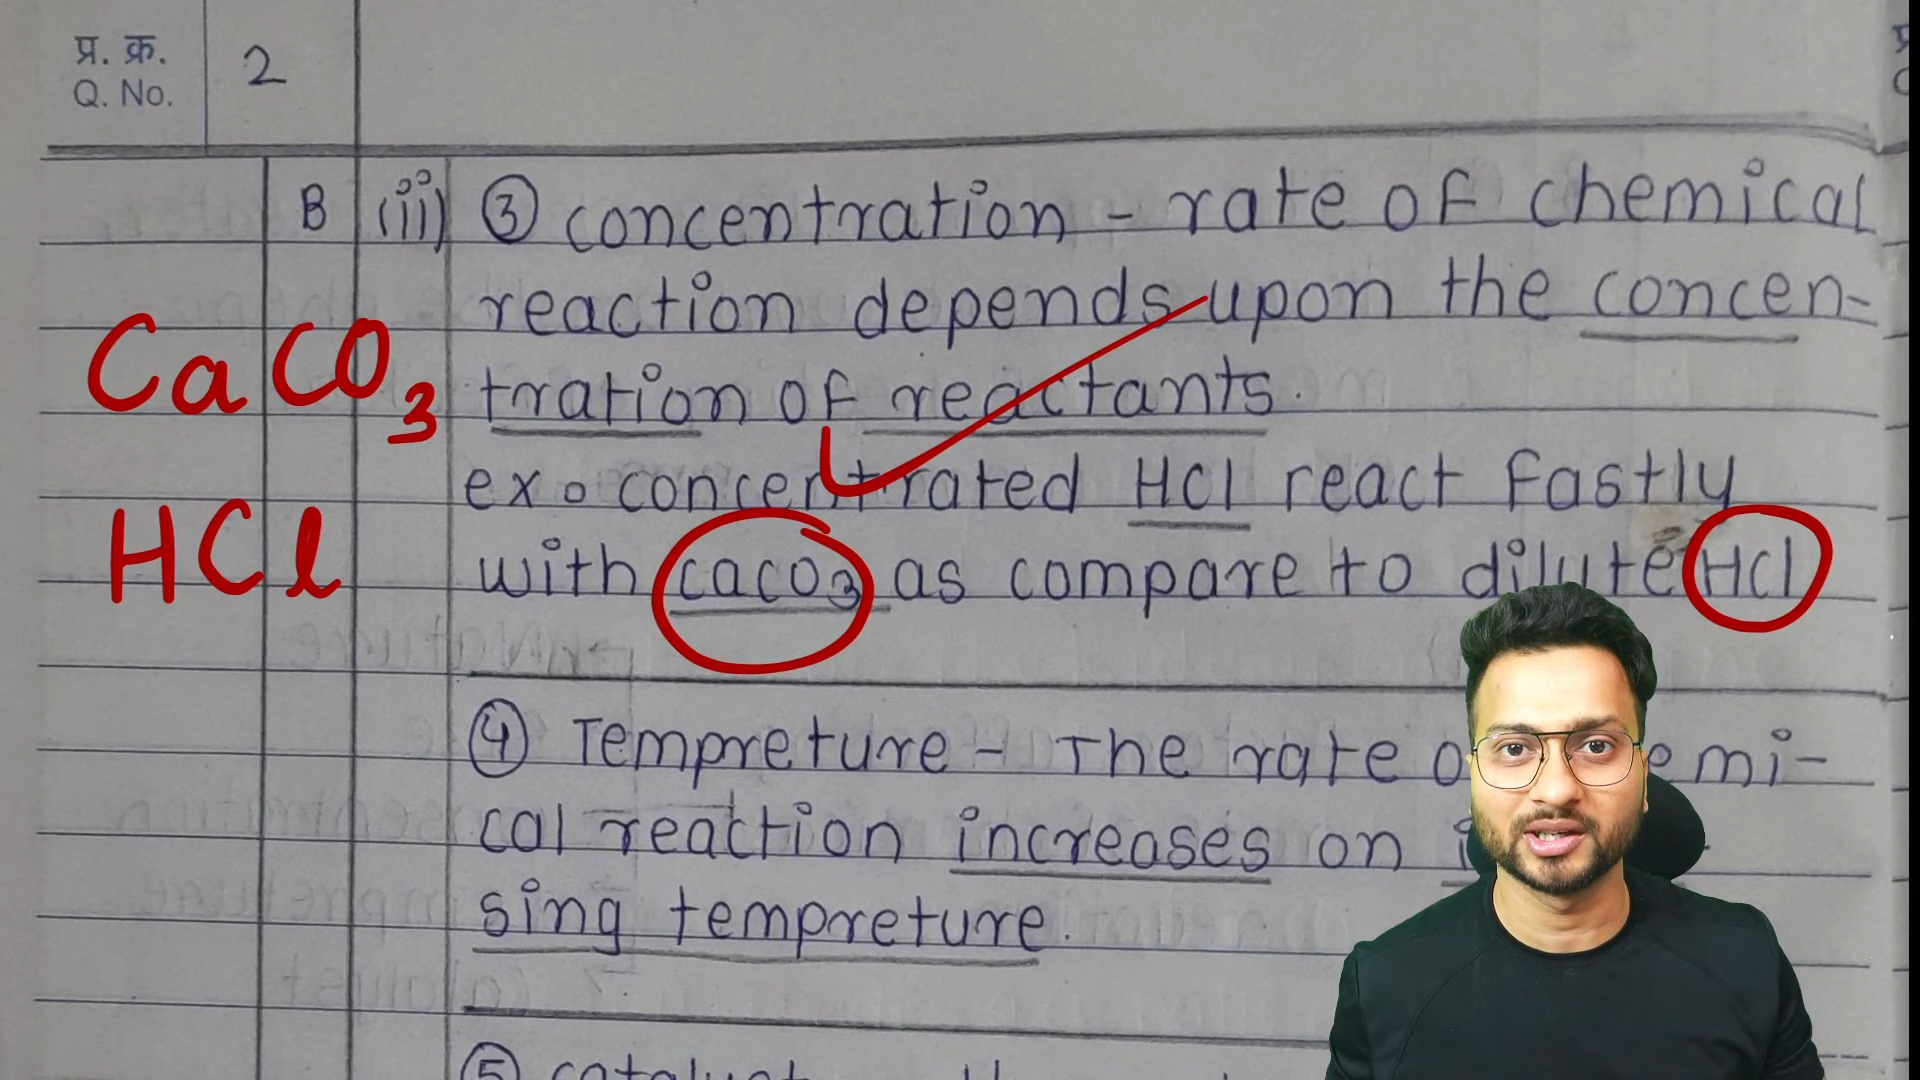 प्र. क्र.
Q. No.
2
B (ii) ③ concentration - rate of chemical
reaction depends upon the concen-
tration of reactants.
ex. concentrated HCl react fastly
with caco3 as compare to dilute HCl
CaCO3
HCl
④ Tempreture - The rate
cal reaction increases on
sing tempreture.
⑤